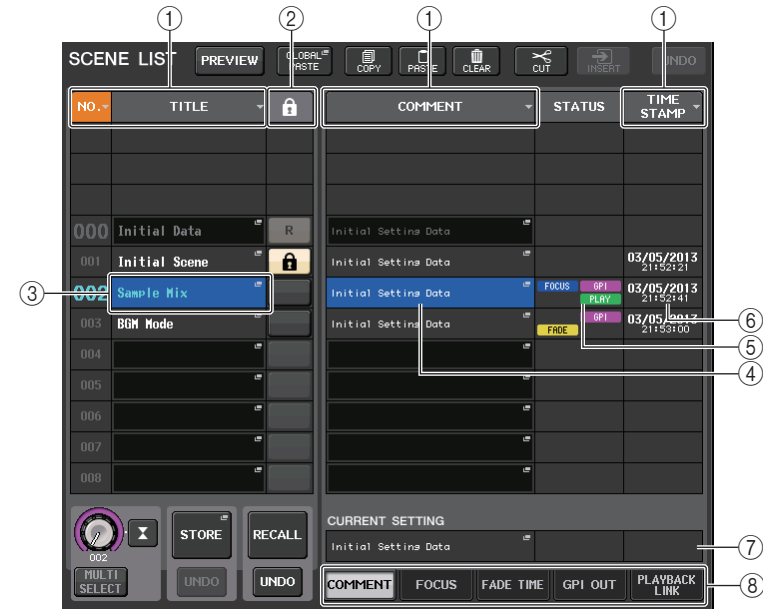 ① ② ① ①
SCENE LIST PREVIEW GLOBAL PASTE COPY PASTE CLEAR CUT INSERT UNDO
NO. TITLE COMMENT STATUS TIME STAMP
000 Initial Data R Initial Setting Data
001 Initial Scene Initial Setting Data 03/05/2013 21:52:21
③ 002 Sample Mix Initial Setting Data FOCUS GPI PLAY 03/05/2013 21:52:41 ⑥
003 BGM Mode Initial Setting Data GPI FADE 03/05/2013 21:53:00 ⑤
004 ④
005
006
007
008
CURRENT SETTING
Initial Setting Data ⑦
002 STORE RECALL
MULTI SELECT UNDO UNDO
COMMENT FOCUS FADE TIME GPI OUT PLAYBACK LINK ⑧